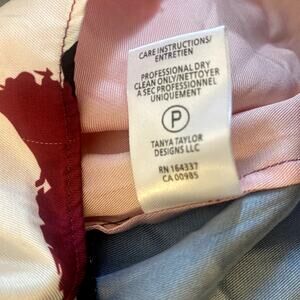 CARE INSTRUCTIONS/
ENTRETIEN
PROFESSIONAL DRY
CLEAN ONLY/NETTOYER
A SEC PROFESSIONNEL
UNIQUEMENT
P
TANYA TAYLOR
DESIGNS LLC
RN 164337
CA 00985